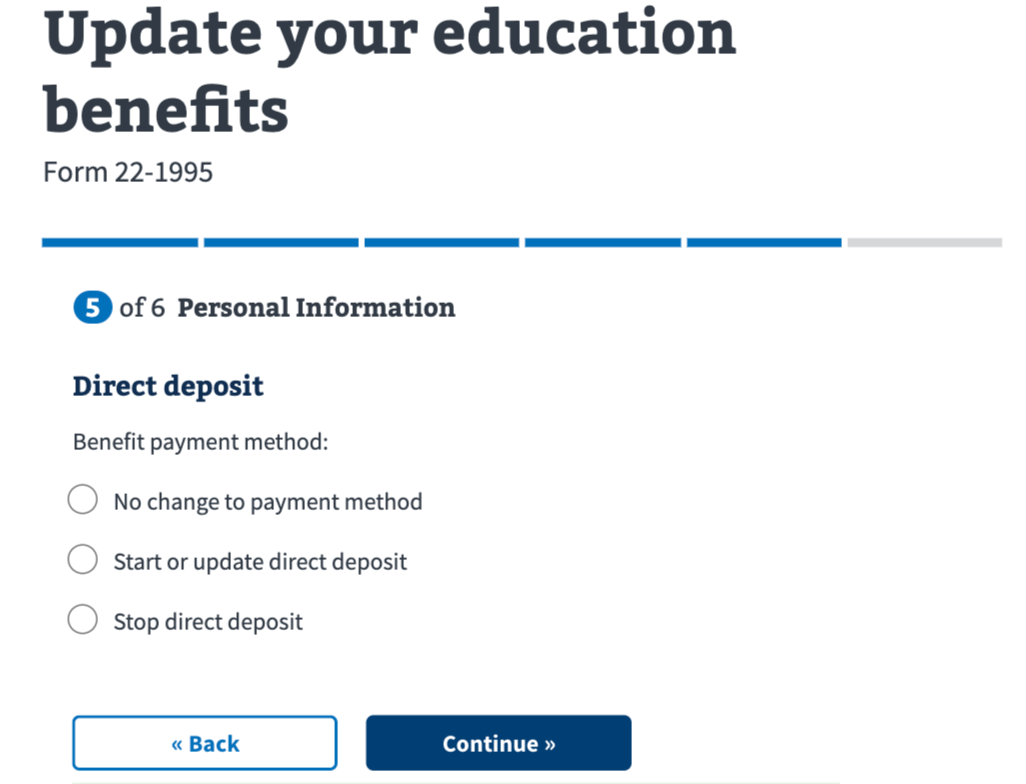 Update your education
benefits
Form 22-1995
5 of 6 Personal Information
Direct deposit
Benefit payment method:
No change to payment method
Start or update direct deposit
Stop direct deposit
« Back
Continue »